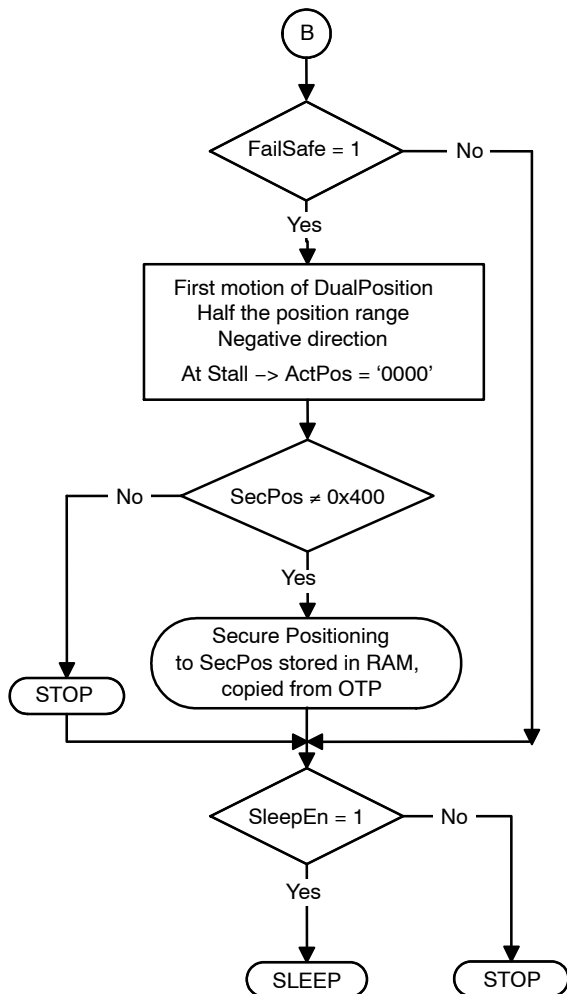 B
FailSafe = 1
No
Yes
First motion of DualPosition
Half the position range
Negative direction
At Stall −> ActPos = ‘0000’
No
SecPos ≠ 0x400
Yes
Secure Positioning
to SecPos stored in RAM,
copied from OTP
STOP
SleepEn = 1
No
Yes
SLEEP
STOP